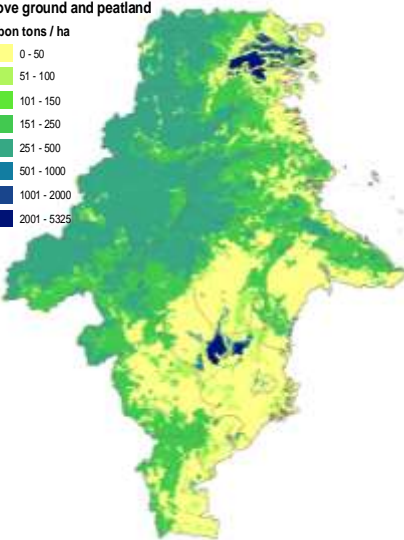 ove ground and peatland
bon tons / ha
0 - 50
51 - 100
101 - 150
151 - 250
251 - 500
501 - 1000
1001 - 2000
2001 - 5325